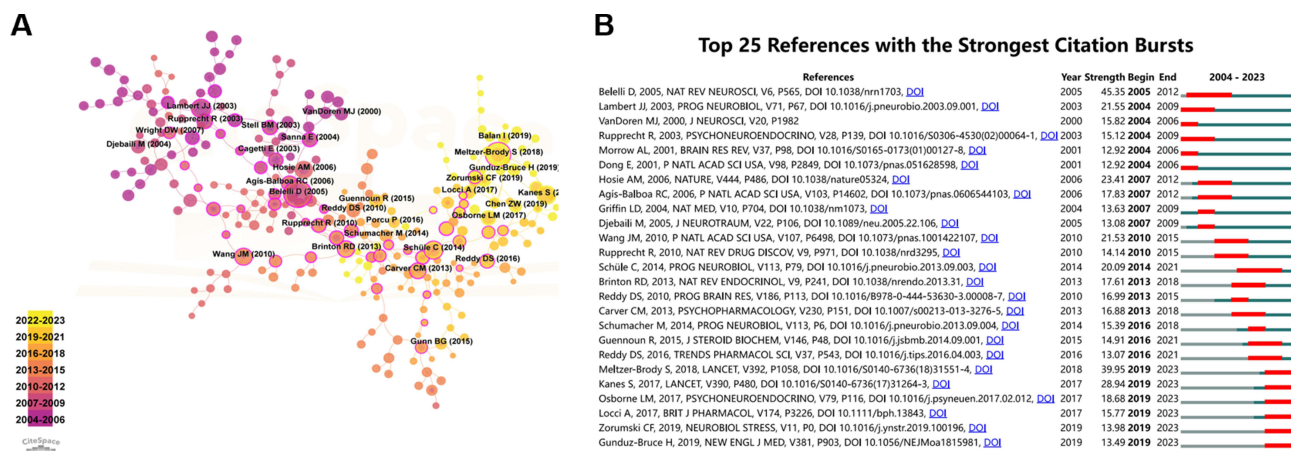 A
Lambert JJ (2003)
Rupprecht R (2003)
Wright DW (2007)
Djebaili M (2004)
Stell BM (2003)
VanDoren MJ (2000)
Sanna E (2004)
Cagetti E (2003)
Hosie AM (2006)
Agis-Balboa RC (2006)
Belelli D (2005)
Guennoun R (2015)
Reddy DS (2010)
Porcu P (2016)
Rupprecht R (2010)
Schumacher M (2014)
Brinton RD (2013)
Wang JM (2010)
Schüle C (2014)
Carver CM (2013)
Reddy DS (2016)
Gunn BG (2015)
Balan I (2019)
Meltzer-Brody S (2018)
Gunduz-Bruce H (2019)
Zorumski CF (2019)
Locci A (2017)
Kanes S (2
Chen ZW (2019)
Osborne LM (2017)
2022-2023
2019-2021
2016-2018
2013-2015
2010-2012
2007-2009
2004-2006
CiteSpace
B
Top 25 References with the Strongest Citation Bursts
References Year Strength Begin End 2004 - 2023
Belelli D, 2005, NAT REV NEUROSCI, V6, P565, DOI 10.1038/nrn1703, DOI 2005 45.35 2005 2012
Lambert JJ, 2003, PROG NEUROBIOL, V71, P67, DOI 10.1016/j.pneurobio.2003.09.001, DOI 2003 21.55 2004 2009
VanDoren MJ, 2000, J NEUROSCI, V20, P1982 2000 15.82 2004 2006
Rupprecht R, 2003, PSYCHONEUROENDOCRINO, V28, P139, DOI 10.1016/S0306-4530(02)00064-1, DOI 2003 15.12 2004 2009
Morrow AL, 2001, BRAIN RES REV, V37, P98, DOI 10.1016/S0165-0173(01)00127-8, DOI 2001 12.92 2004 2006
Dong E, 2001, P NATL ACAD SCI USA, V98, P2849, DOI 10.1073/pnas.051628598, DOI 2001 12.92 2004 2006
Hosie AM, 2006, NATURE, V444, P486, DOI 10.1038/nature05324, DOI 2006 23.41 2007 2012
Agis-Balboa RC, 2006, P NATL ACAD SCI USA, V103, P14602, DOI 10.1073/pnas.0606544103, DOI 2006 17.83 2007 2012
Griffin LD, 2004, NAT MED, V10, P704, DOI 10.1038/nm1073, DOI 2004 13.63 2007 2009
Djebaili M, 2005, J NEUROTRAUM, V22, P106, DOI 10.1089/neu.2005.22.106, DOI 2005 13.08 2007 2009
Wang JM, 2010, P NATL ACAD SCI USA, V107, P6498, DOI 10.1073/pnas.1001422107, DOI 2010 21.53 2010 2015
Rupprecht R, 2010, NAT REV DRUG DISCOV, V9, P971, DOI 10.1038/nrd3295, DOI 2010 14.14 2010 2015
Schüle C, 2014, PROG NEUROBIOL, V113, P79, DOI 10.1016/j.pneurobio.2013.09.003, DOI 2014 20.09 2014 2021
Brinton RD, 2013, NAT REV ENDOCRINOL, V9, P241, DOI 10.1038/nrendo.2013.31, DOI 2013 17.61 2013 2018
Reddy DS, 2010, PROG BRAIN RES, V186, P113, DOI 10.1016/B978-0-444-53630-3.00008-7, DOI 2010 16.99 2013 2015
Carver CM, 2013, PSYCHOPHARMACOLOGY, V230, P151, DOI 10.1007/s00213-013-3276-5, DOI 2013 16.88 2013 2018
Schumacher M, 2014, PROG NEUROBIOL, V113, P6, DOI 10.1016/j.pneurobio.2013.09.004, DOI 2014 15.39 2016 2018
Guennoun R, 2015, J STEROID BIOCHEM, V146, P48, DOI 10.1016/j.jsbmb.2014.09.001, DOI 2015 14.91 2016 2021
Reddy DS, 2016, TRENDS PHARMACOL SCI, V37, P543, DOI 10.1016/j.tips.2016.04.003, DOI 2016 13.07 2016 2021
Meltzer-Brody S, 2018, LANCET, V392, P1058, DOI 10.1016/S0140-6736(18)31551-4, DOI 2018 39.95 2019 2023
Kanes S, 2017, LANCET, V390, P480, DOI 10.1016/S0140-6736(17)31264-3, DOI 2017 28.94 2019 2023
Osborne LM, 2017, PSYCHONEUROENDOCRINO, V79, P116, DOI 10.1016/j.psyneuen.2017.02.012, DOI 2017 18.68 2019 2023
Locci A, 2017, BRIT J PHARMACOL, V174, P3226, DOI 10.1111/bph.13843, DOI 2017 15.77 2019 2023
Zorumski CF, 2019, NEUROBIOL STRESS, V11, P0, DOI 10.1016/j.ynstr.2019.100196, DOI 2019 13.98 2019 2023
Gunduz-Bruce H, 2019, NEW ENGL J MED, V381, P903, DOI 10.1056/NEJMoa1815981, DOI 2019 13.49 2019 2023